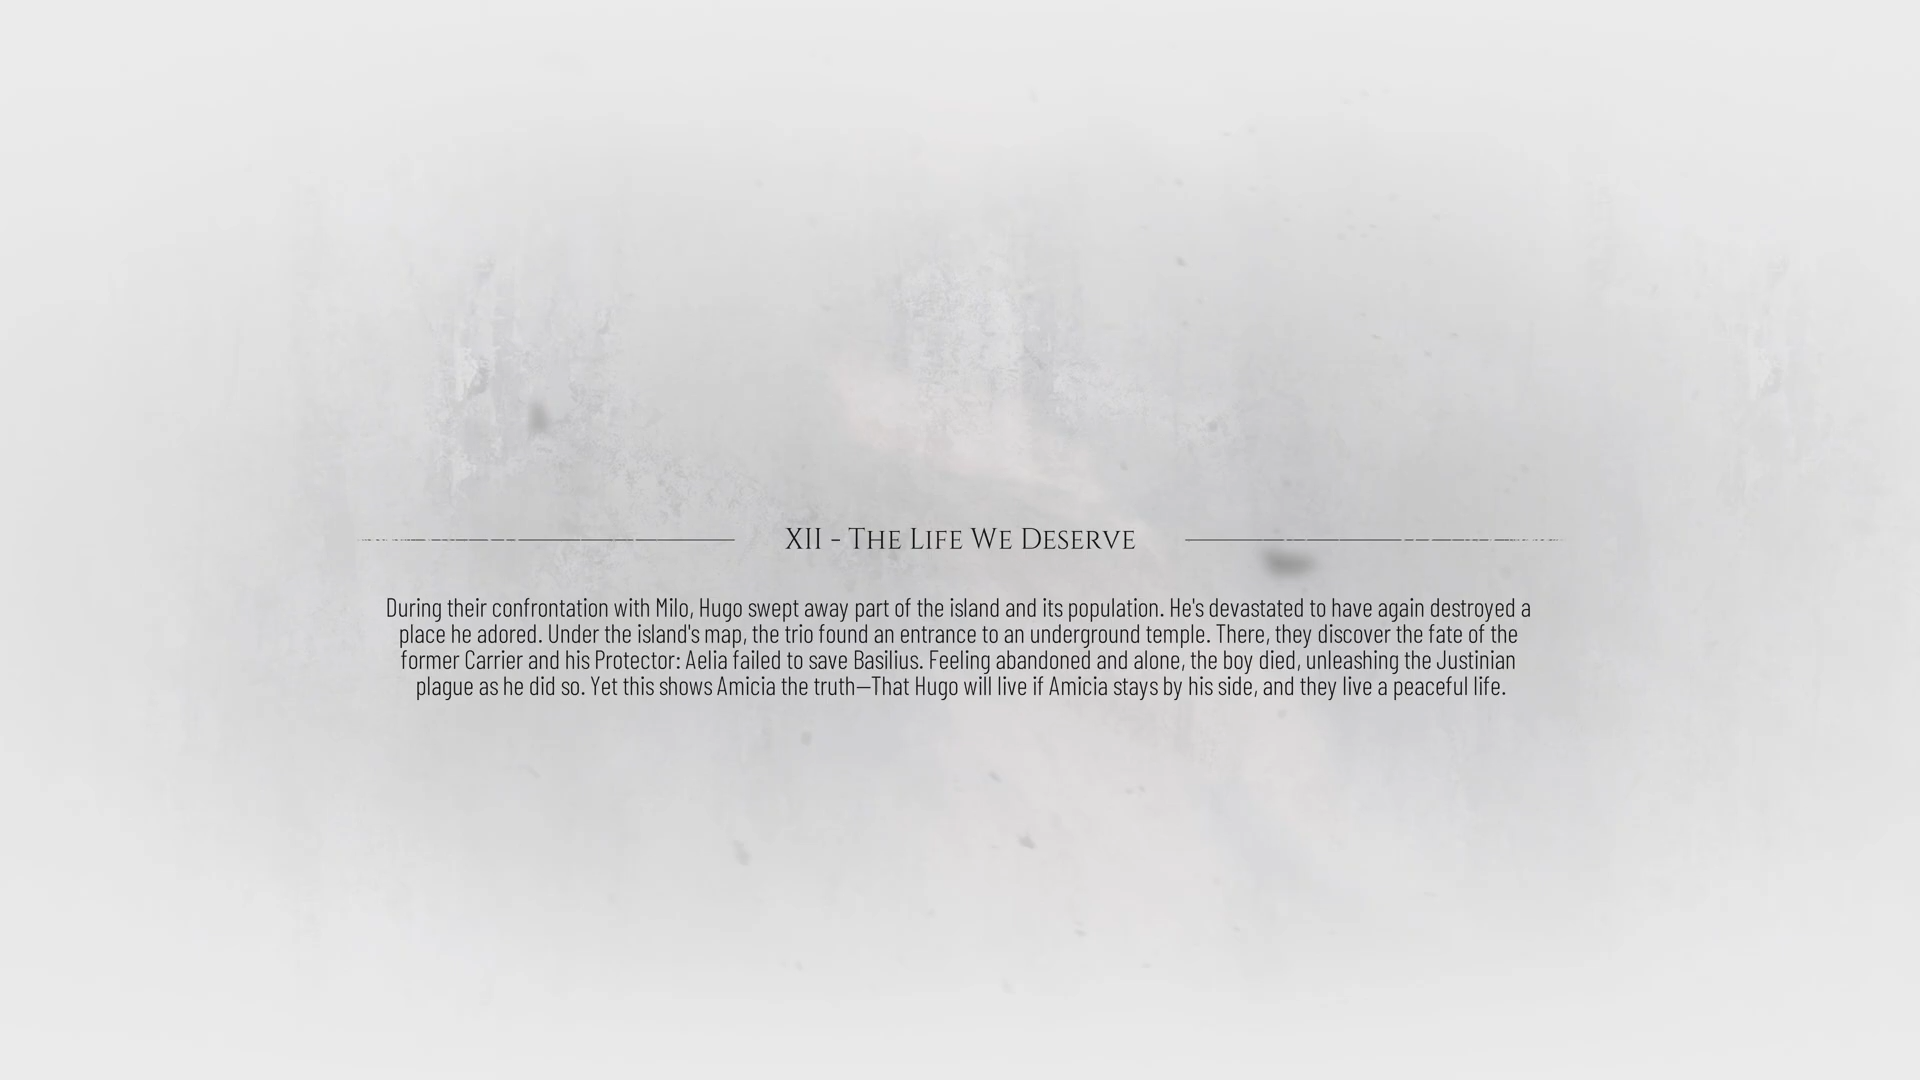 XII - The Life We Deserve
During their confrontation with Milo, Hugo swept away part of the island and its population. He's devastated to have again destroyed a
place he adored. Under the island's map, the trio found an entrance to an underground temple. There, they discover the fate of the
former Carrier and his Protector: Aelia failed to save Basilius. Feeling abandoned and alone, the boy died, unleashing the Justinian
plague as he did so. Yet this shows Amicia the truth—That Hugo will live if Amicia stays by his side, and they live a peaceful life.